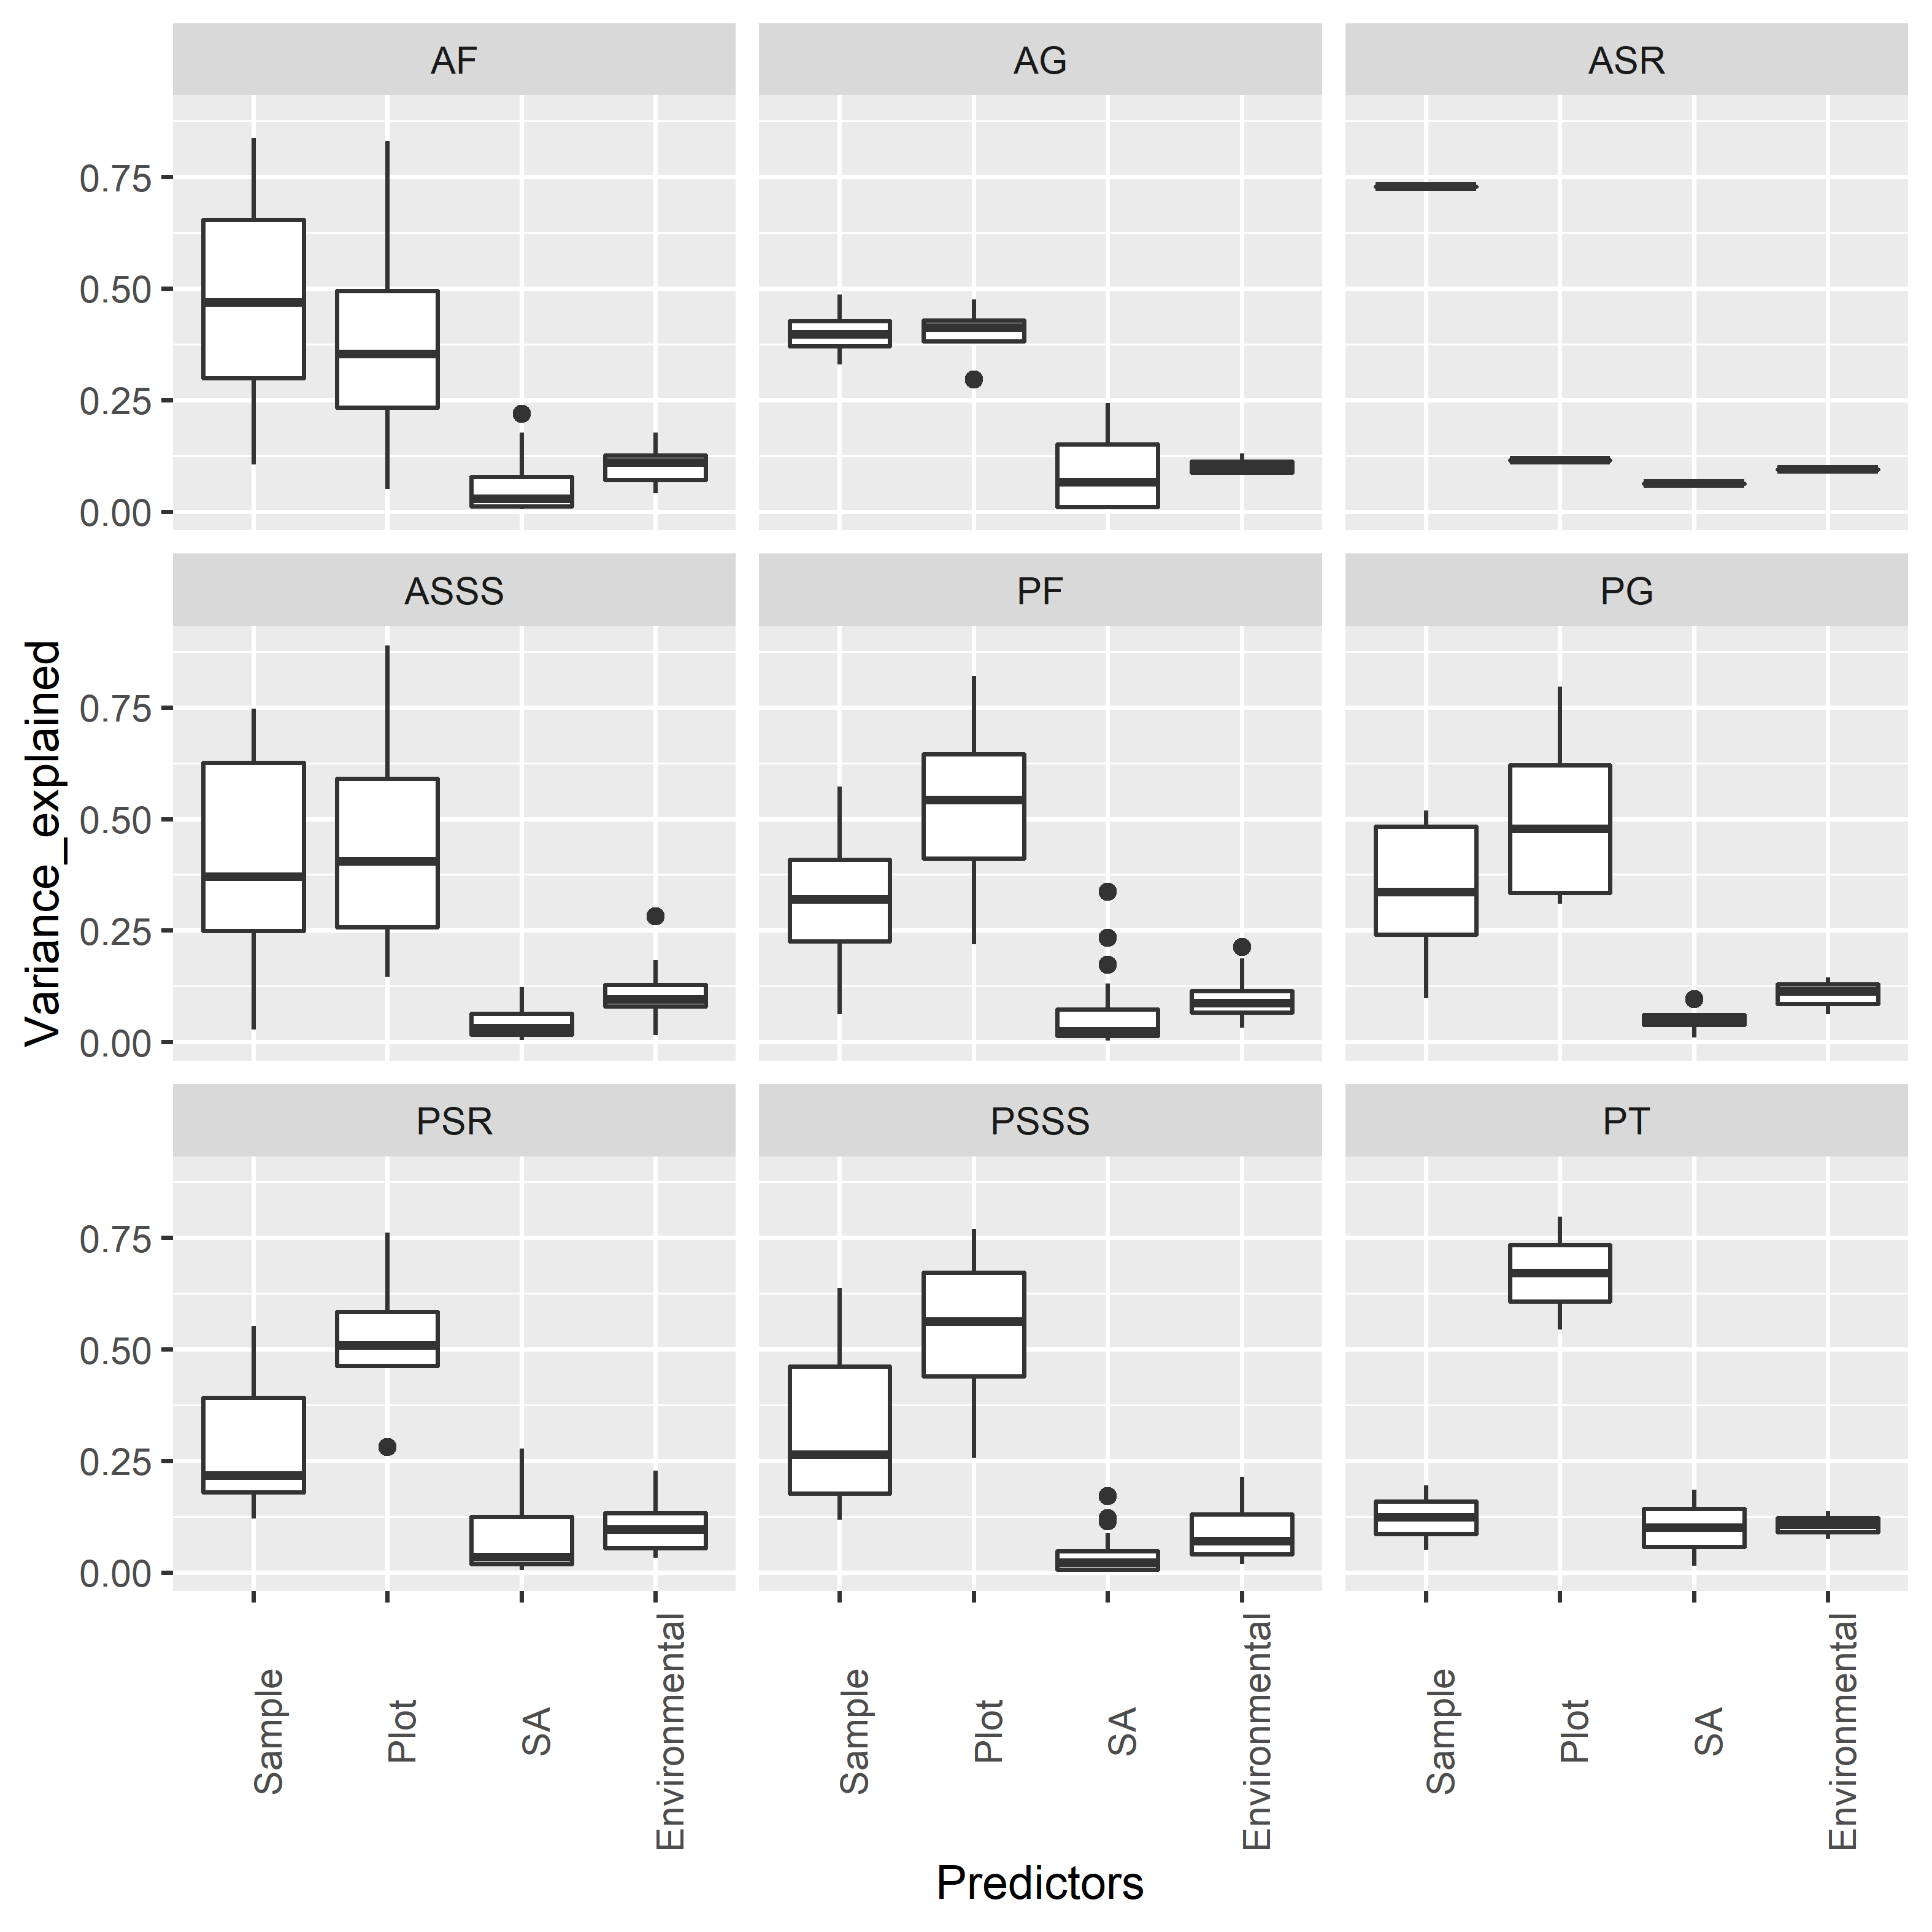 AF
AG
ASR
0.75
0.50
0.25
0.00
ASSS
PF
PG
0.75
0.50
0.25
0.00
PSR
PSSS
PT
0.75
0.50
0.25
0.00
Variance_explained
Sample
Plot
SA
Environmental
Sample
Plot
SA
Environmental
Sample
Plot
SA
Environmental
Predictors